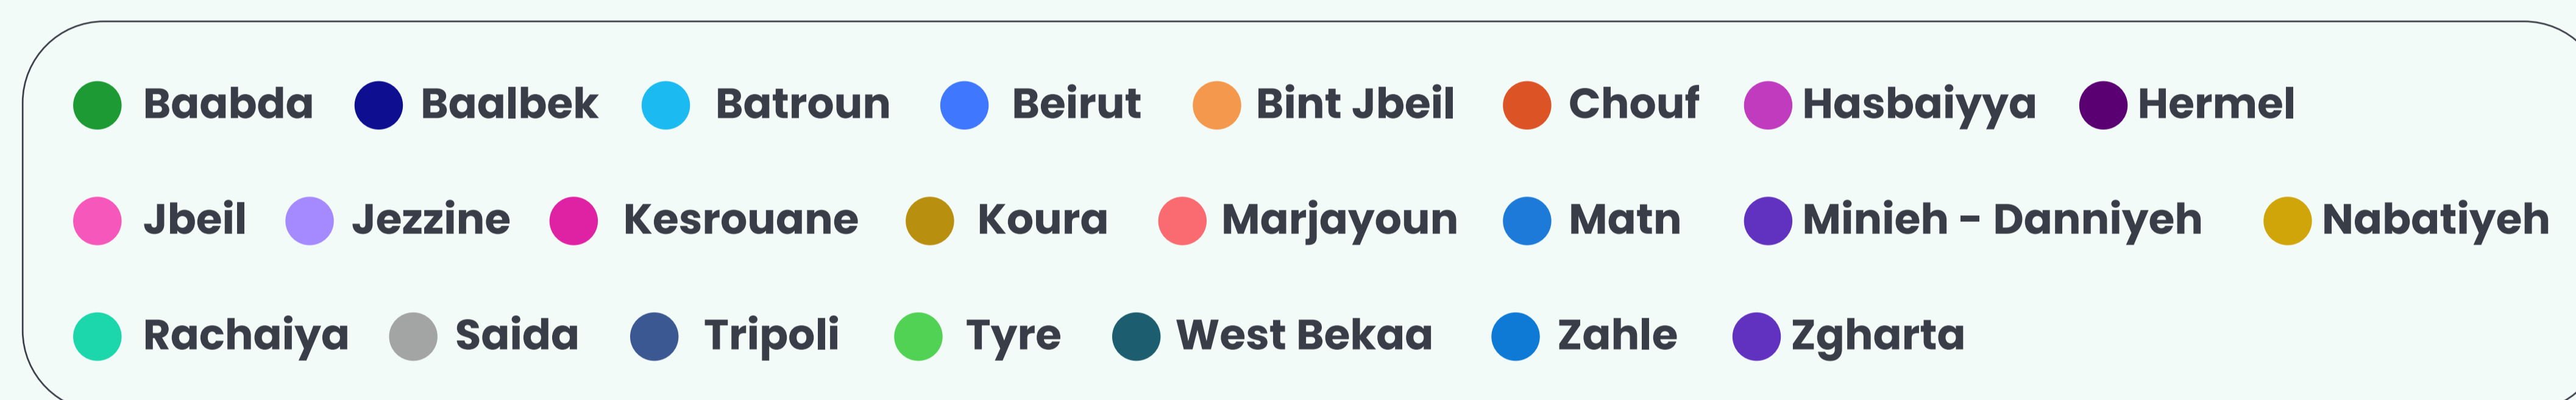 Baabda Baalbek Batroun Beirut Bint Jbeil Chouf Hasbaiyya Hermel
Jbeil Jezzine Kesrouane Koura Marjayoun Matn Minieh - Danniyeh Nabatiyeh
Rachaiya Saida Tripoli Tyre West Bekaa Zahle Zgharta